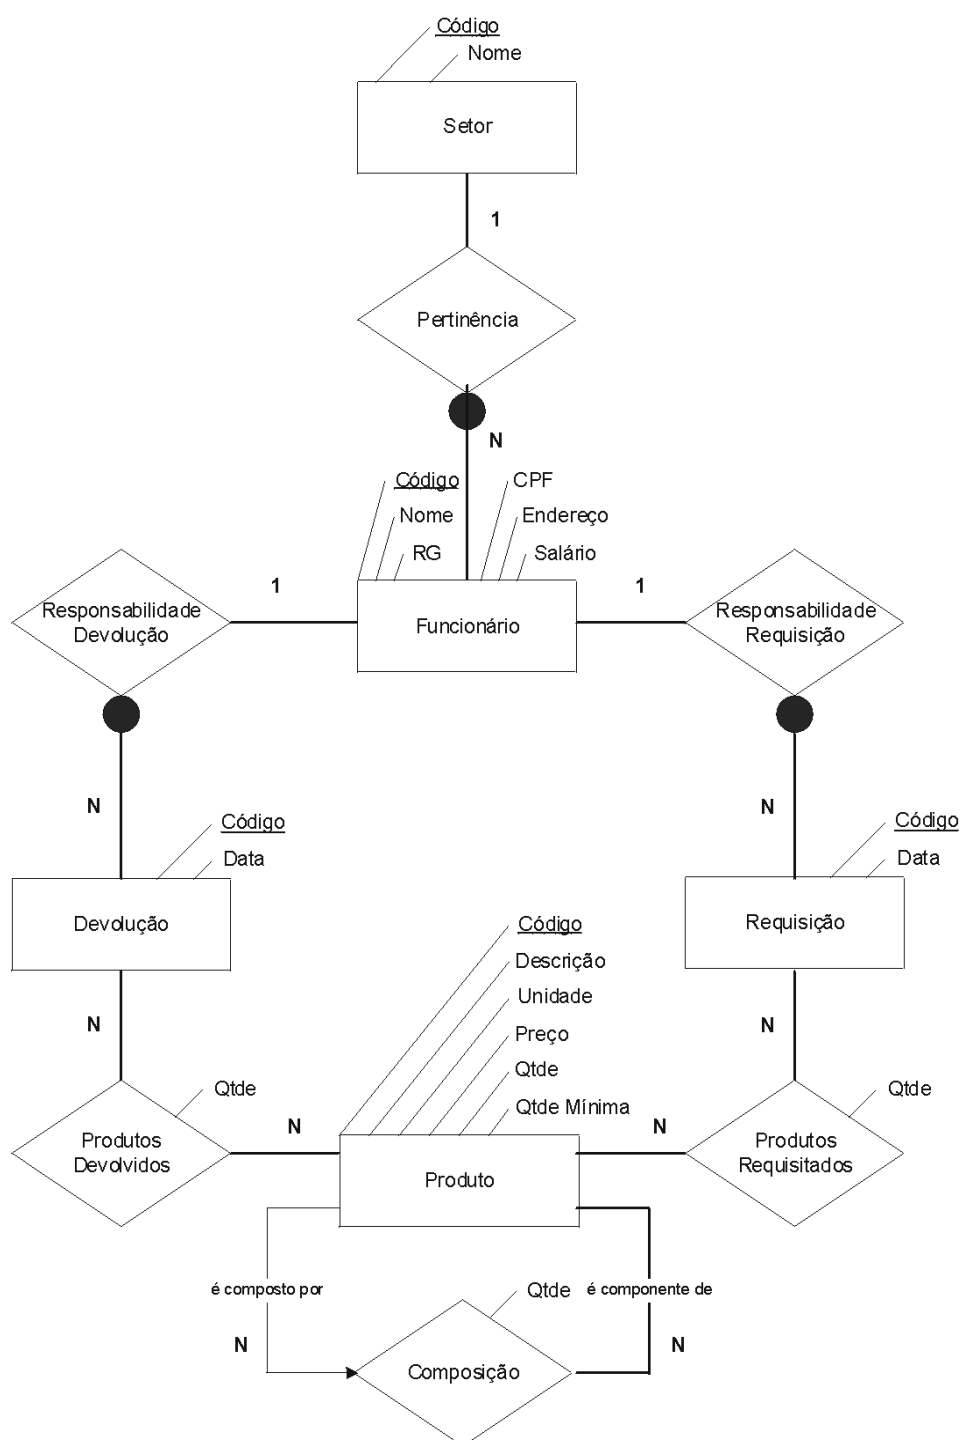 Código
Nome
Setor
1
Pertinência
N
Código
CPF
Nome
Endereço
RG
Salário
Responsabilidade
Devolução
1
Funcionário
1
Responsabilidade
Requisição
N
N
Código
Data
Código
Data
Devolução
Requisição
Código
Descrição
Unidade
Preço
Qtde
Qtde Mínima
N
N
Qtde
Qtde
Produtos
Devolvidos
N
Produto
N
Produtos
Requisitados
é composto por
Qtde
é componente de
N
Composição
N